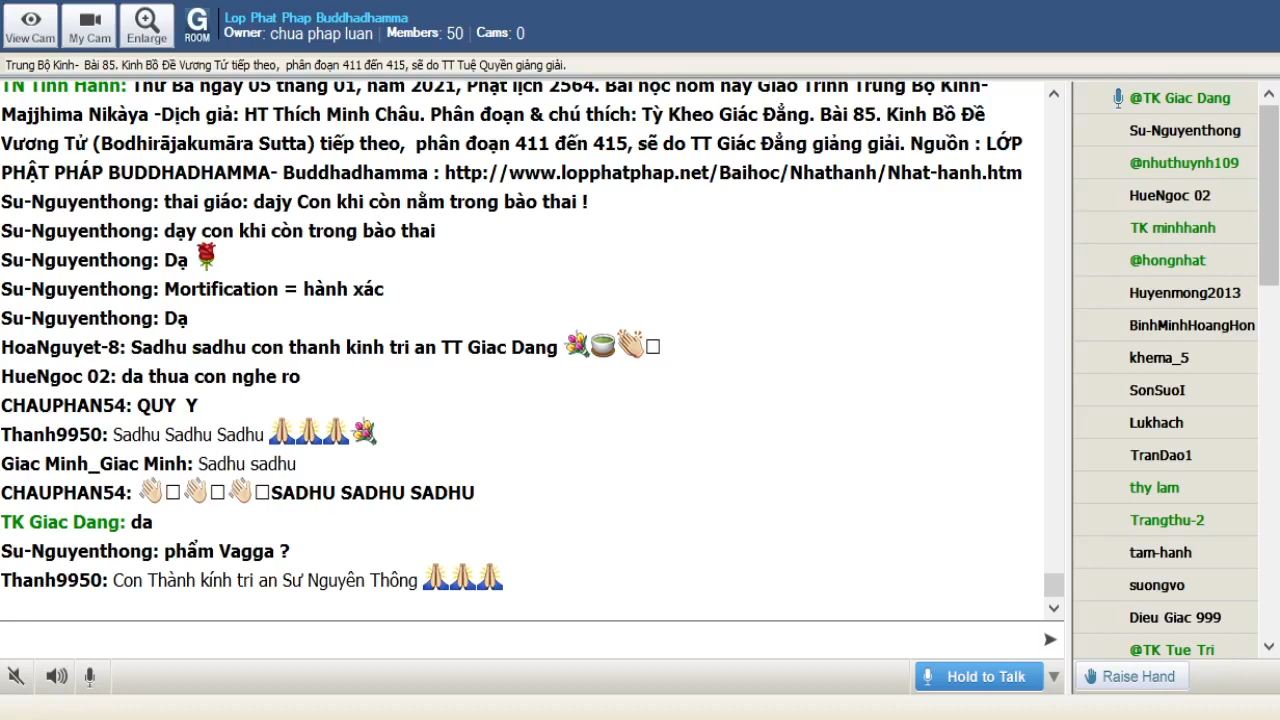 View Cam
My Cam
Enlarge
G
ROOM
Lop Phat Phap Buddhadhamma
Owner: chua phap luan | Members: 50 | Cams: 0
Trung Bộ Kinh- Bài 85. Kinh Bồ Đề Vương Tử tiếp theo, phân đoạn 411 đến 415, sẽ do TT Tuệ Quyền giảng giải.
TN Tinh Hanh: Thứ Ba ngày 05 tháng 01, năm 2021, Phật lịch 2564. Bài học hôm nay Giáo Trình Trung Bộ Kinh-
Majjhima Nikàya -Dịch giả: HT Thích Minh Châu. Phân đoạn & chú thích: Tỳ Kheo Giác Đẳng. Bài 85. Kinh Bồ Đề
Vương Tử (Bodhirājakumāra Sutta) tiếp theo, phân đoạn 411 đến 415, sẽ do TT Giác Đẳng giảng giải. Nguồn : LỚP
PHẬT PHÁP BUDDHADHAMMA- Buddhadhamma : http://www.lopphatphap.net/Baihoc/Nhathanh/Nhat-hanh.htm
Su-Nguyenthong: thai giáo: dajy Con khi còn nằm trong bào thai !
Su-Nguyenthong: dạy con khi còn trong bào thai
Su-Nguyenthong: Dạ
Su-Nguyenthong: Mortification = hành xác
Su-Nguyenthong: Dạ
HoaNguyet-8: Sadhu sadhu con thanh kinh tri an TT Giac Dang
HueNgoc 02: da thua con nghe ro
CHAUPHAN54: QUY Y
Thanh9950: Sadhu Sadhu Sadhu
Giac Minh_Giac Minh: Sadhu sadhu
CHAUPHAN54: SADHU SADHU SADHU
TK Giac Dang: da
Su-Nguyenthong: phẩm Vagga ?
Thanh9950: Con Thành kính tri an Sư Nguyên Thông
@TK Giac Dang
Su-Nguyenthong
@nhuthuynh109
HueNgoc 02
TK minhhanh
@hongnhat
Huyenmong2013
BinhMinhHoangHon
khema_5
SonSuoI
Lukhach
TranDao1
thy lam
Trangthu-2
tam-hanh
suongvo
Dieu Giac 999
@TK Tue Tri
Hold to Talk
Raise Hand